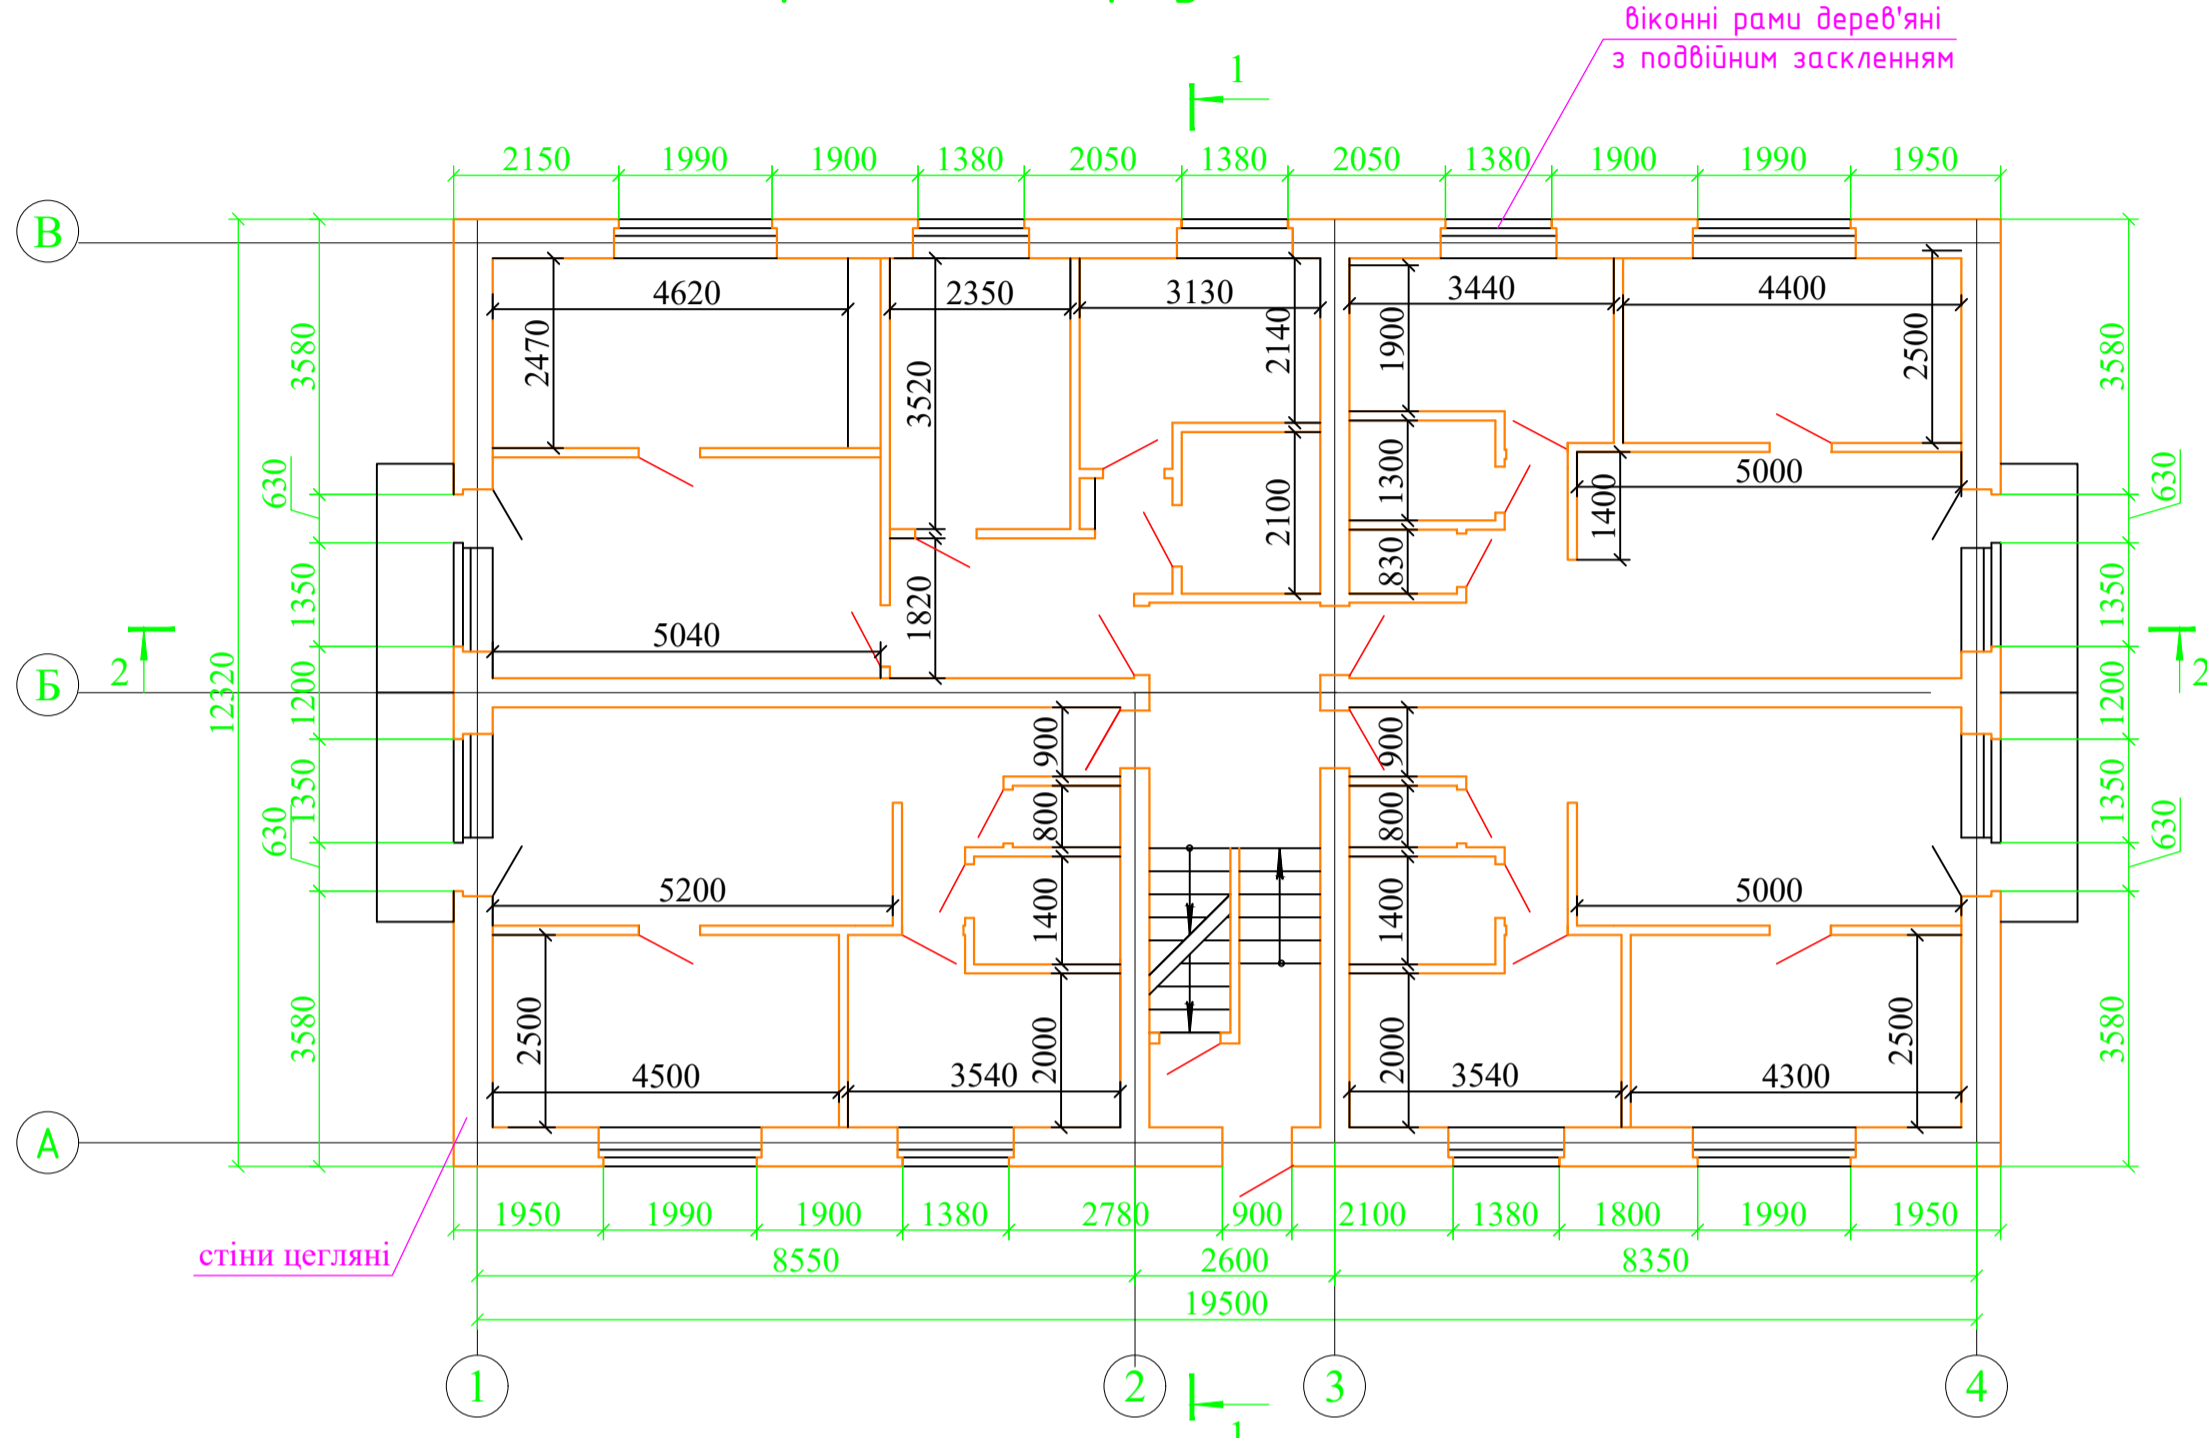 віконні рами дерев'яні
з подвійним заскленням
1
2150 1990 1900 1380 2050 1380 2050 1380 1900 1990 1950
В
4620 2350 3130 3440 4400
3580 2470 3520 2140 1900 2500 3580
630 2100 1300 1400 5000 630
1350 1820 830 1350
5040
2 2
Б
12320 1200 1200
900 900
1350 800 800 1350
630 630
5200 1400 1400 5000
3580 2500 2000 2000 2500 3580
4500 3540 3540 4300
А
1950 1990 1900 1380 2780 900 2100 1380 1800 1990 1950
стіни цегляні
8550 2600 8350
19500
1 2 3 4
1